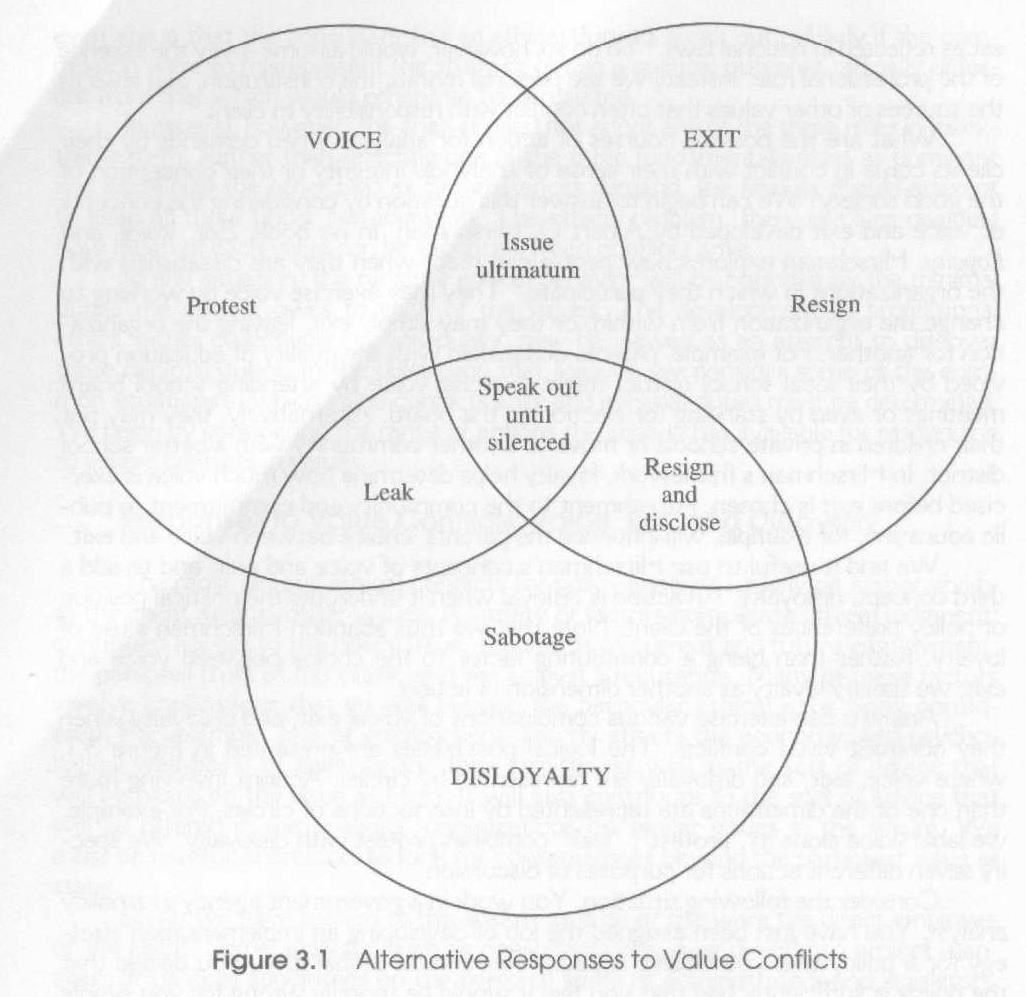 VOICE
EXIT
Issue
ultimatum
Protest
Resign
Speak out
until
silenced
Leak
Resign
and
disclose
Sabotage
DISLOYALTY
Figure 3.1 Alternative Responses to Value Conflicts